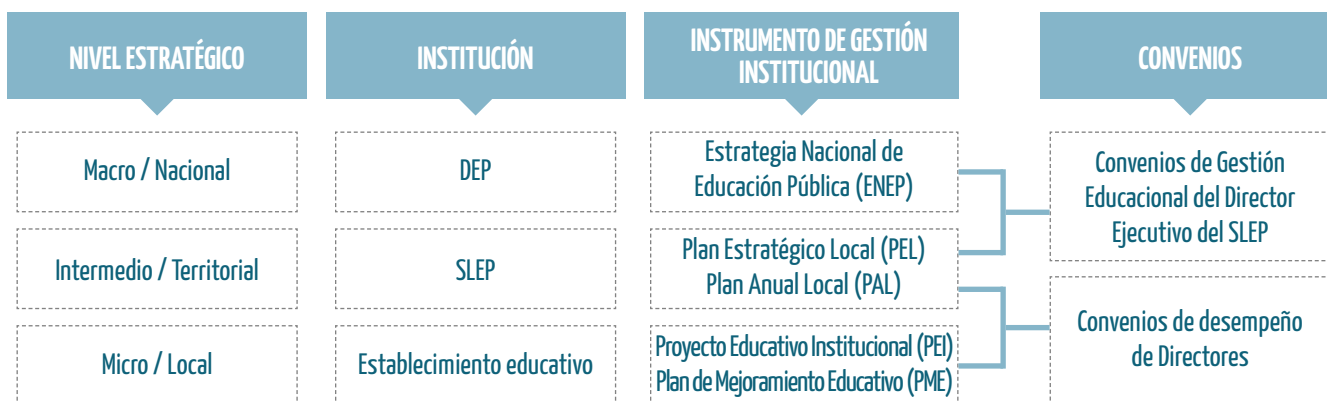 NIVEL ESTRATÉGICO
INSTITUCIÓN
INSTRUMENTO DE GESTIÓN
INSTITUCIONAL
CONVENIOS
Macro / Nacional
DEP
Estrategia Nacional de
Educación Pública (ENEP)
Convenios de Gestión
Educacional del Director
Ejecutivo del SLEP
Intermedio / Territorial
SLEP
Plan Estratégico Local (PEL)
Plan Anual Local (PAL)
Convenios de desempeño
de Directores
Micro / Local
Establecimiento educativo
Proyecto Educativo Institucional (PEI)
Plan de Mejoramiento Educativo (PME)